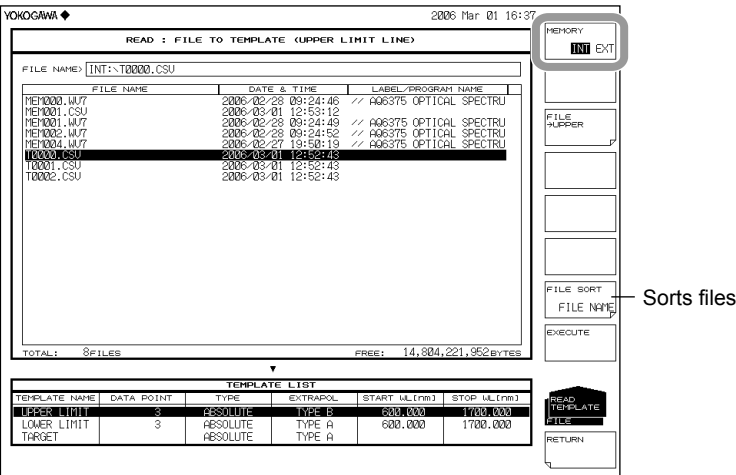 YOKOGAWA ◆ 2006 Mar 01 16:37
READ : FILE TO TEMPLATE (UPPER LIMIT LINE)
FILE NAME> INT:\T0000.CSV
FILE NAME DATE & TIME LABEL/PROGRAM NAME
MEM000.WV7 2006/02/28 09:24:46 // AQ6375 OPTICAL SPECTRU
MEM001.CSV 2006/03/01 12:53:12
MEM001.WV7 2006/02/28 09:24:49 // AQ6375 OPTICAL SPECTRU
MEM002.WV7 2006/02/28 09:24:52 // AQ6375 OPTICAL SPECTRU
MEM004.WV7 2006/02/27 19:50:19 // AQ6375 OPTICAL SPECTRU
T0000.CSV 2006/03/01 12:52:43
T0001.CSV 2006/03/01 12:52:43
T0002.CSV 2006/03/01 12:52:43
TOTAL: 8FILES FREE: 14,804,221,952BYTES
▼
TEMPLATE LIST
TEMPLATE NAME DATA POINT TYPE EXTRAPOL START WL[nm] STOP WL[nm]
UPPER LIMIT 3 ABSOLUTE TYPE B 600.000 1700.000
LOWER LIMIT 3 ABSOLUTE TYPE A 600.000 1700.000
TARGET ABSOLUTE TYPE A
MEMORY
INT EXT
FILE
→UPPER
FILE SORT
FILE NAME
Sorts files
EXECUTE
READ
TEMPLATE
FILE
RETURN